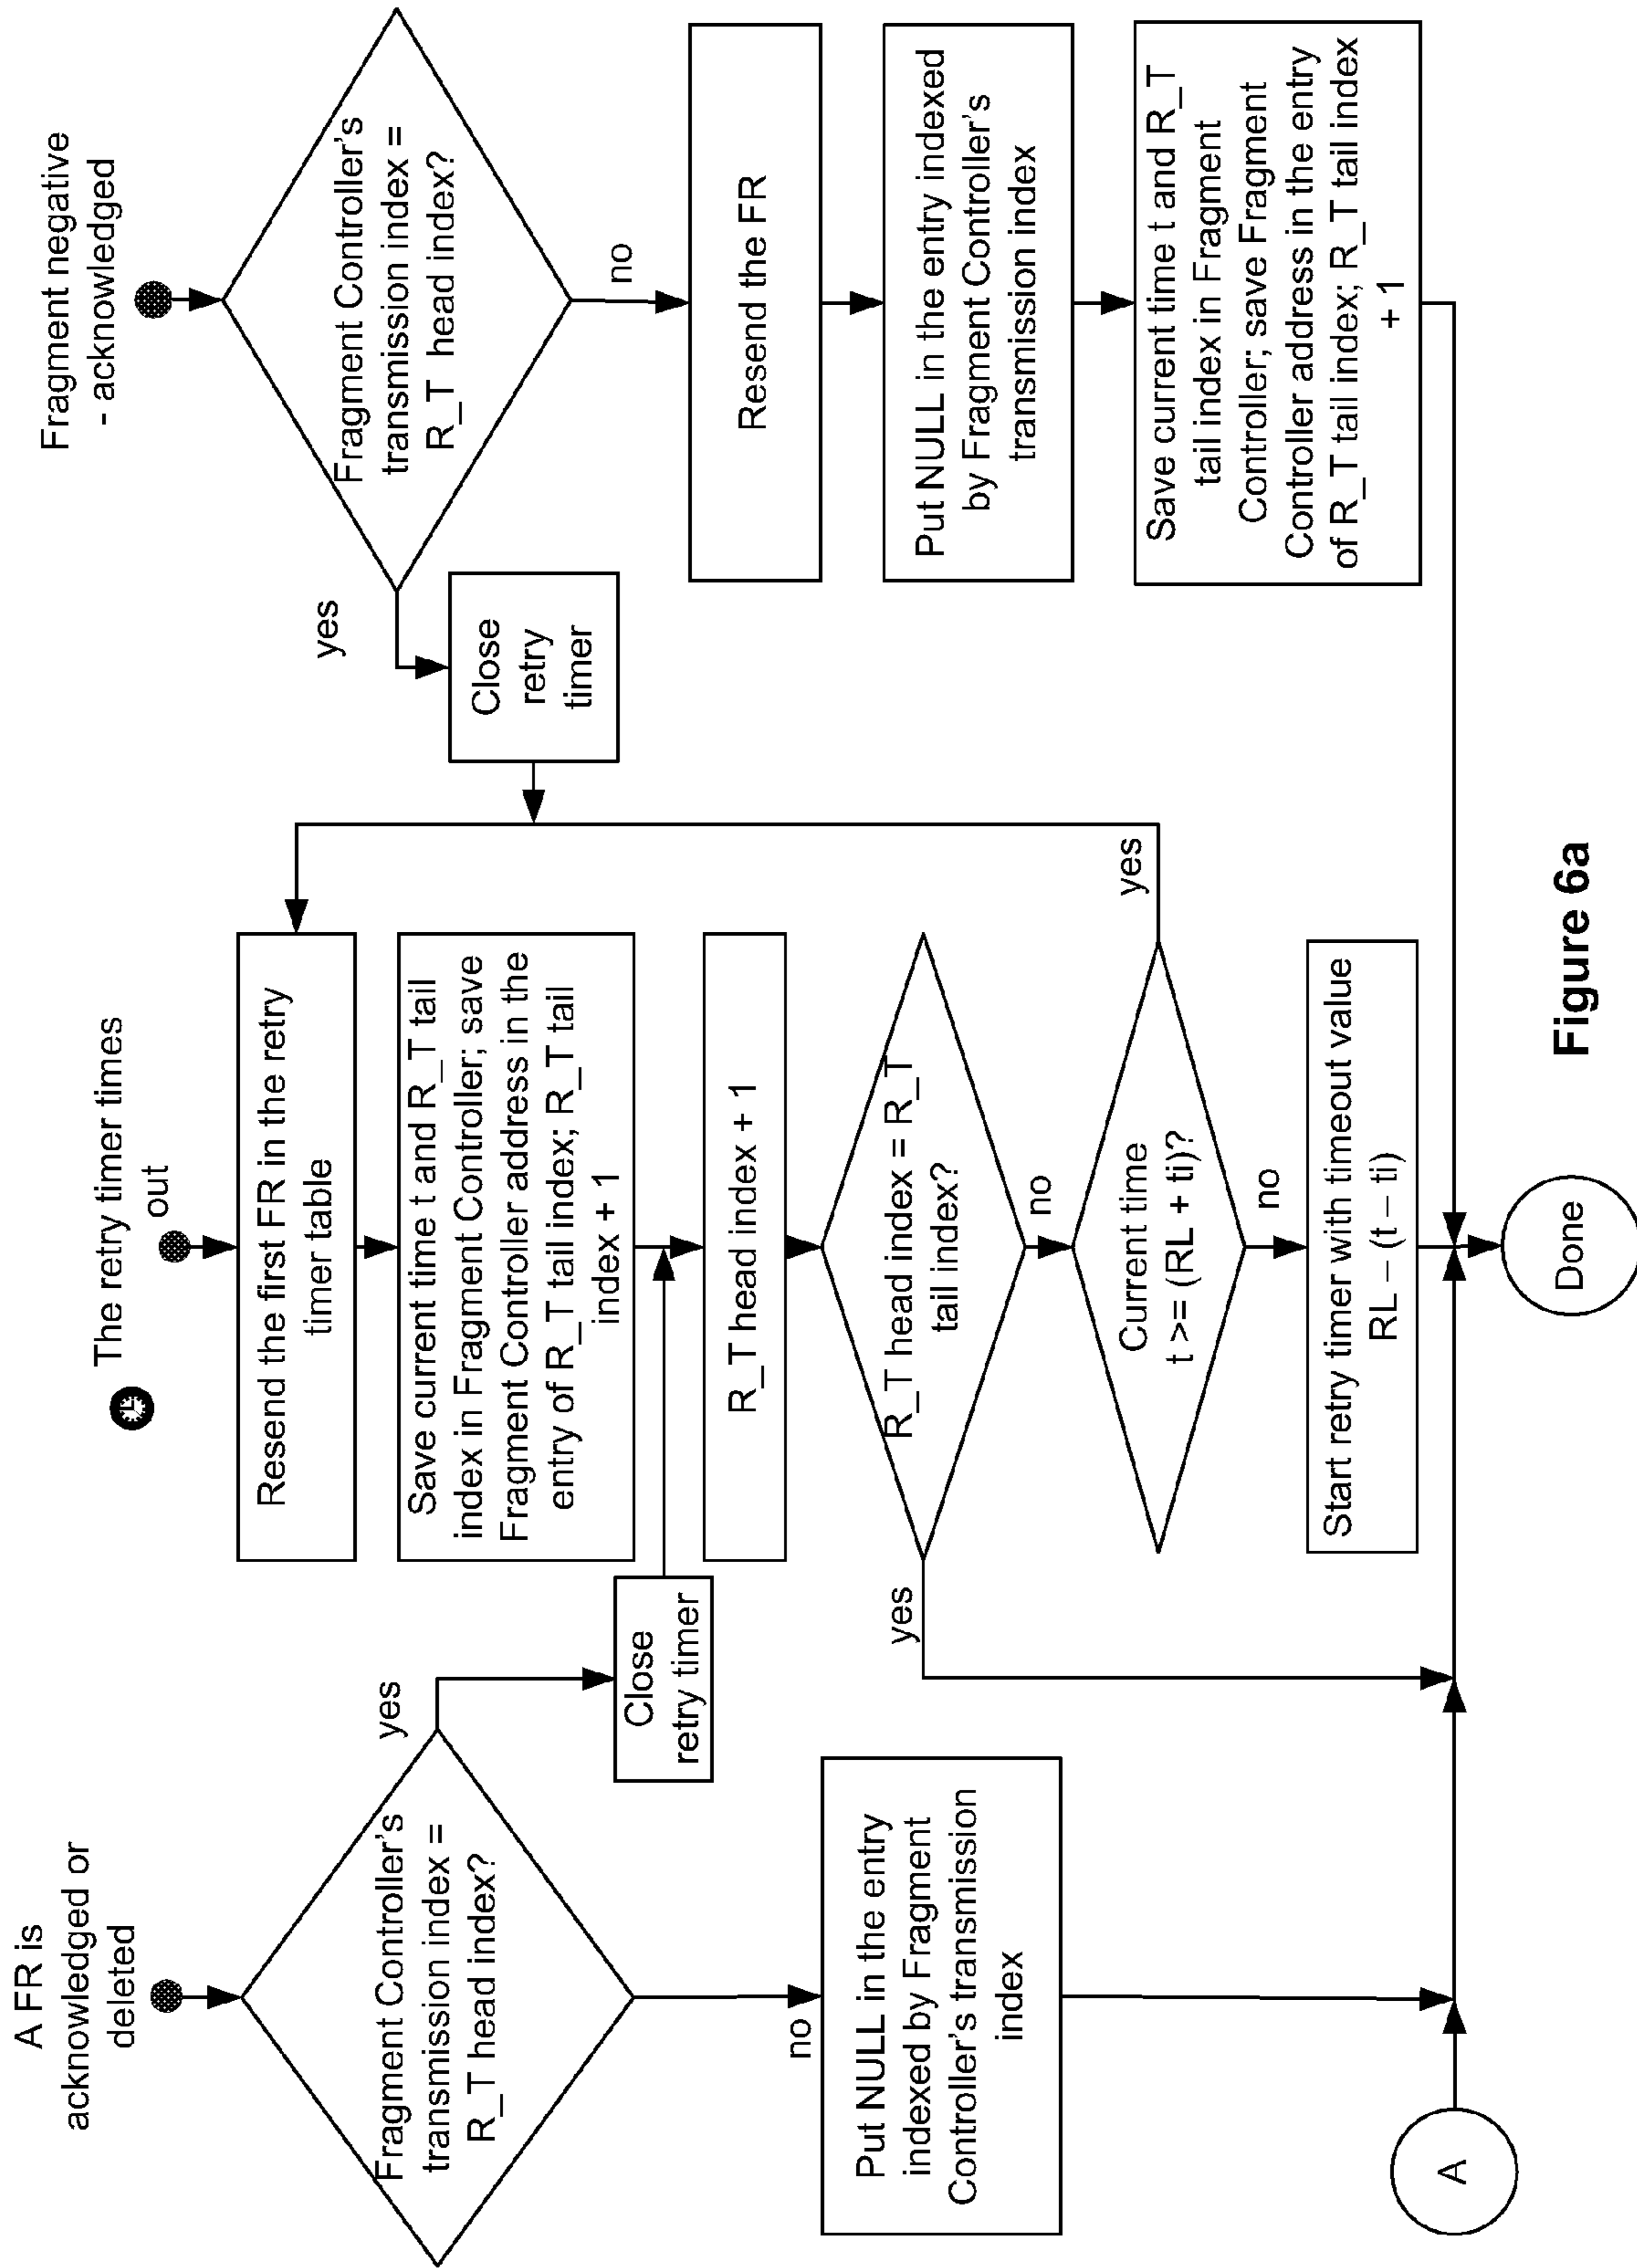 A FR is
acknowledged or
deleted
Fragment Controller's
transmission index =
R_T head index?
yes
no
Close
retry timer
Put NULL in the entry
indexed by Fragment
Controller's transmission
index
A
The retry timer times
out
Resend the first FR in the retry
timer table
Save current time t and R_T tail
index in Fragment Controller; save
Fragment Controller address in the
entry of R_T tail index; R_T tail
index + 1
R_T head index + 1
R_T head index = R_T
tail index?
yes
no
Current time
t >= (RL + ti)?
yes
no
Start retry timer with timeout value
RL – (t – ti)
Done
Fragment negative
- acknowledged
Fragment Controller's
transmission index =
R_T head index?
yes
no
Close
retry
timer
Resend the FR
Put NULL in the entry indexed
by Fragment Controller's
transmission index
Save current time t and R_T
tail index in Fragment
Controller; save Fragment
Controller address in the entry
of R_T tail index; R_T tail index
+ 1
Figure 6a